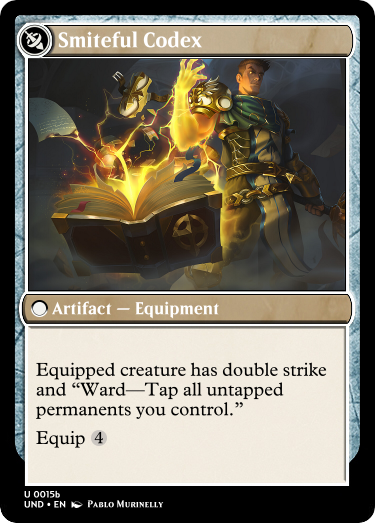 Smiteful Codex
Artifact — Equipment
Equipped creature has double strike
and “Ward—Tap all untapped
permanents you control.”
Equip 4
U 0015b
UND • EN Pablo Murinelly